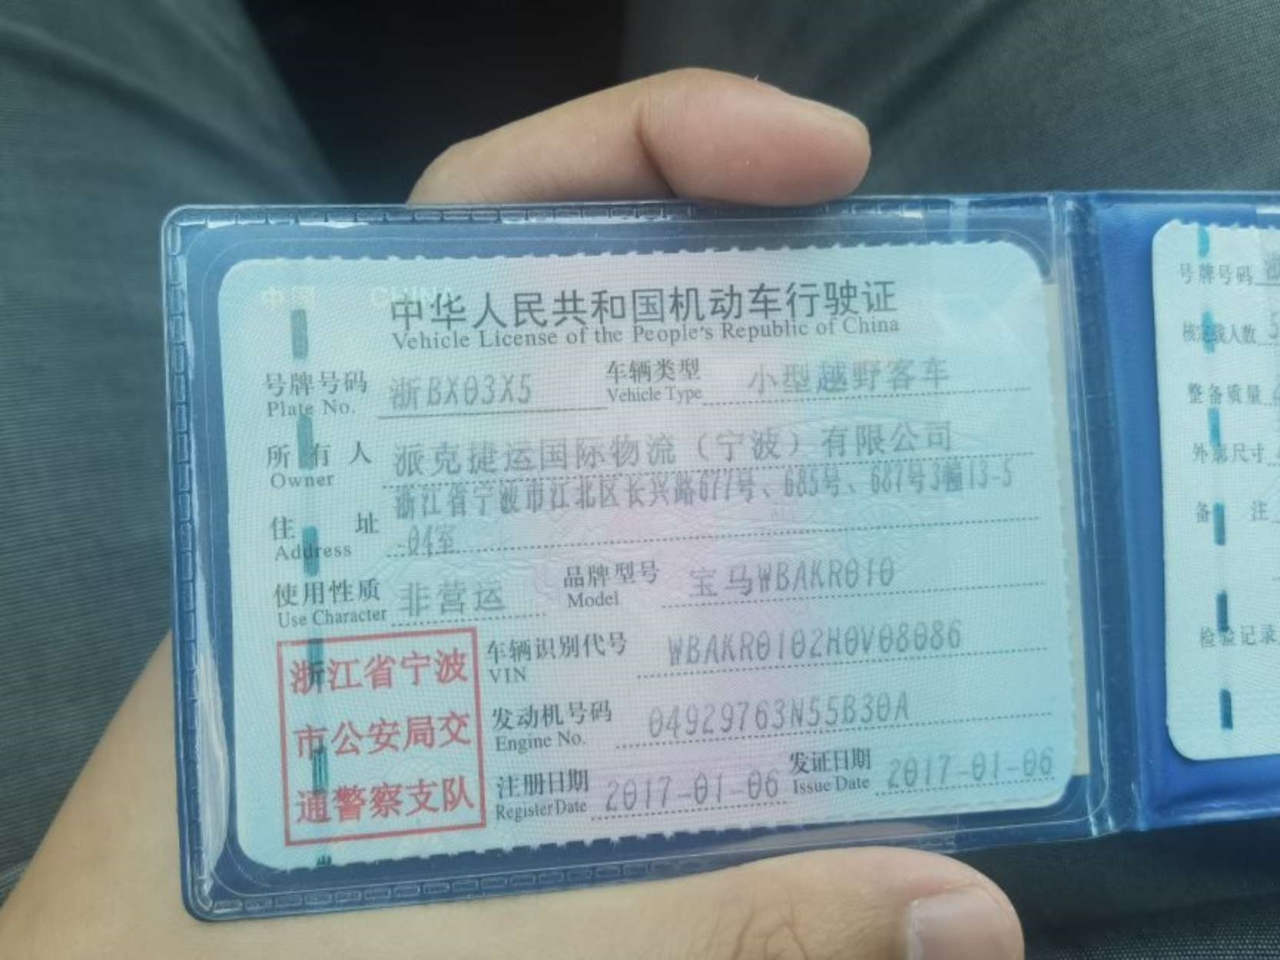 中国 CHINA
中华人民共和国机动车行驶证
Vehicle License of the People's Republic of China
号牌号码 浙BX03X5 车辆类型 小型越野客车
Plate No. Vehicle Type
所有人 派克捷运国际物流（宁波）有限公司
Owner
浙江省宁波市江北区长兴路677号、685号、687号3幢13-5
住址 -04室
Address
使用性质 非营运 品牌型号 宝马WBAKR010
Use Character Model
浙江省宁波
市公安局交
通警察支队
车辆识别代号 WBAKR0102H0V08086
VIN
发动机号码 04929763N55B30A
Engine No.
注册日期 2017-01-06 发证日期 2017-01-06
Register Date Issue Date
号牌号码 浙
核定载人数 5
整备质量
外廓尺寸
备注
检验记录